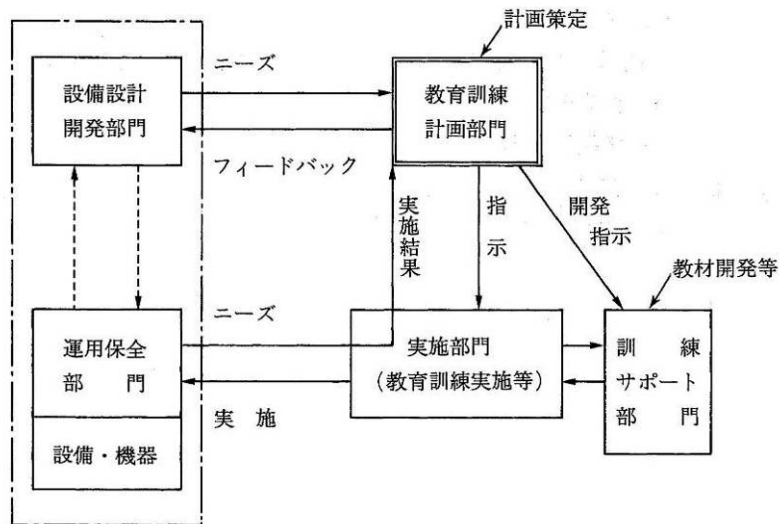 計画策定
ニーズ
設備設計
開発部門
教育訓練
計画部門
フィードバック
実施結果
指示
開発
指示
教材開発等
ニーズ
運用保全
部　門
実施部門
（教育訓練実施等）
訓　練
サポート
部　門
実　施
設備・機器